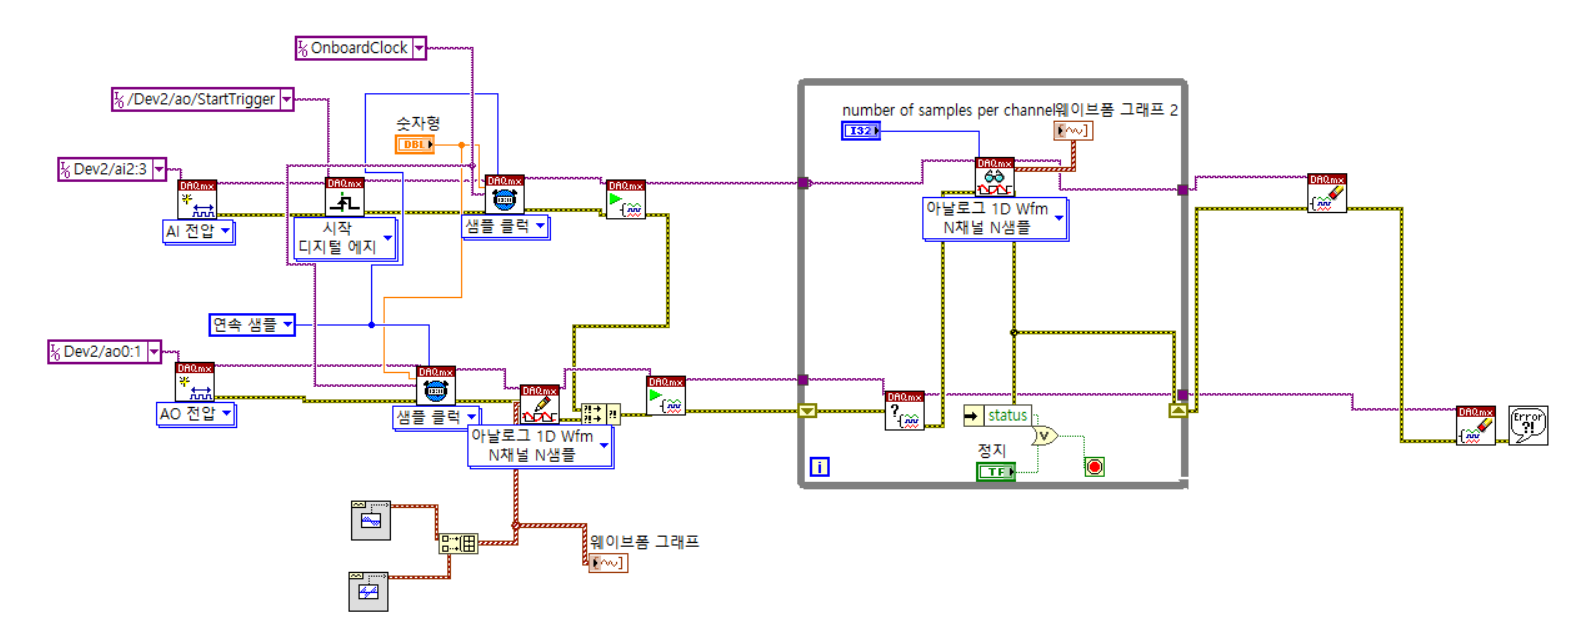 OnboardClock
/Dev2/ao/StartTrigger
숫자형
DBL
Dev2/ai2:3
DAQmx
AI 전압
DAQmx
시작
디지털 에지
DAQmx
샘플 클럭
DAQmx
number of samples per channel
웨이브폼 그래프 2
I32
DAQmx
아날로그 1D Wfm
N채널 N샘플
DAQmx
연속 샘플
Dev2/ao0:1
DAQmx
AO 전압
DAQmx
샘플 클럭
DAQmx
아날로그 1D Wfm
N채널 N샘플
DAQmx
DAQmx
?
status
V
정지
TF
i
DAQmx
Error
?!
웨이브폼 그래프